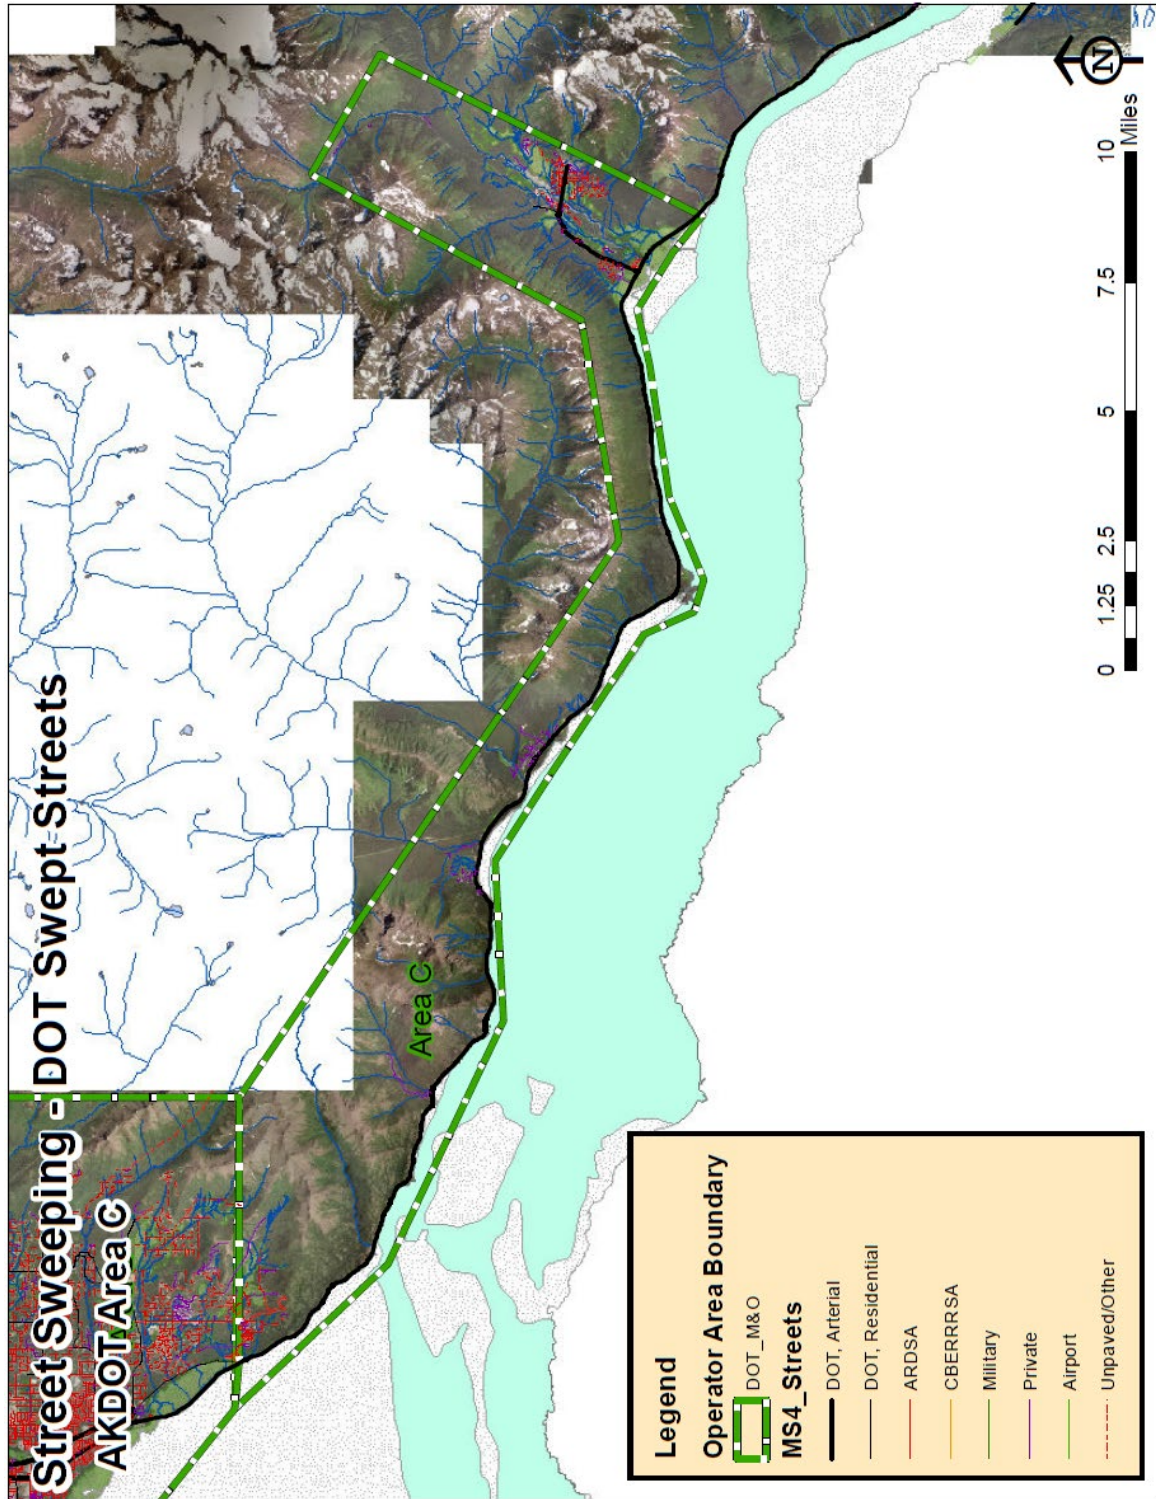 Street Sweeping - DOT Swept Streets
AKDOT Area C
Area C
Legend
Operator Area Boundary
DOT_M&O
MS4_Streets
DOT, Arterial
DOT, Residential
ARDSA
CBERRRSA
Military
Private
Airport
Unpaved/Other
0 1.25 2.5 5 7.5 10
Miles
N